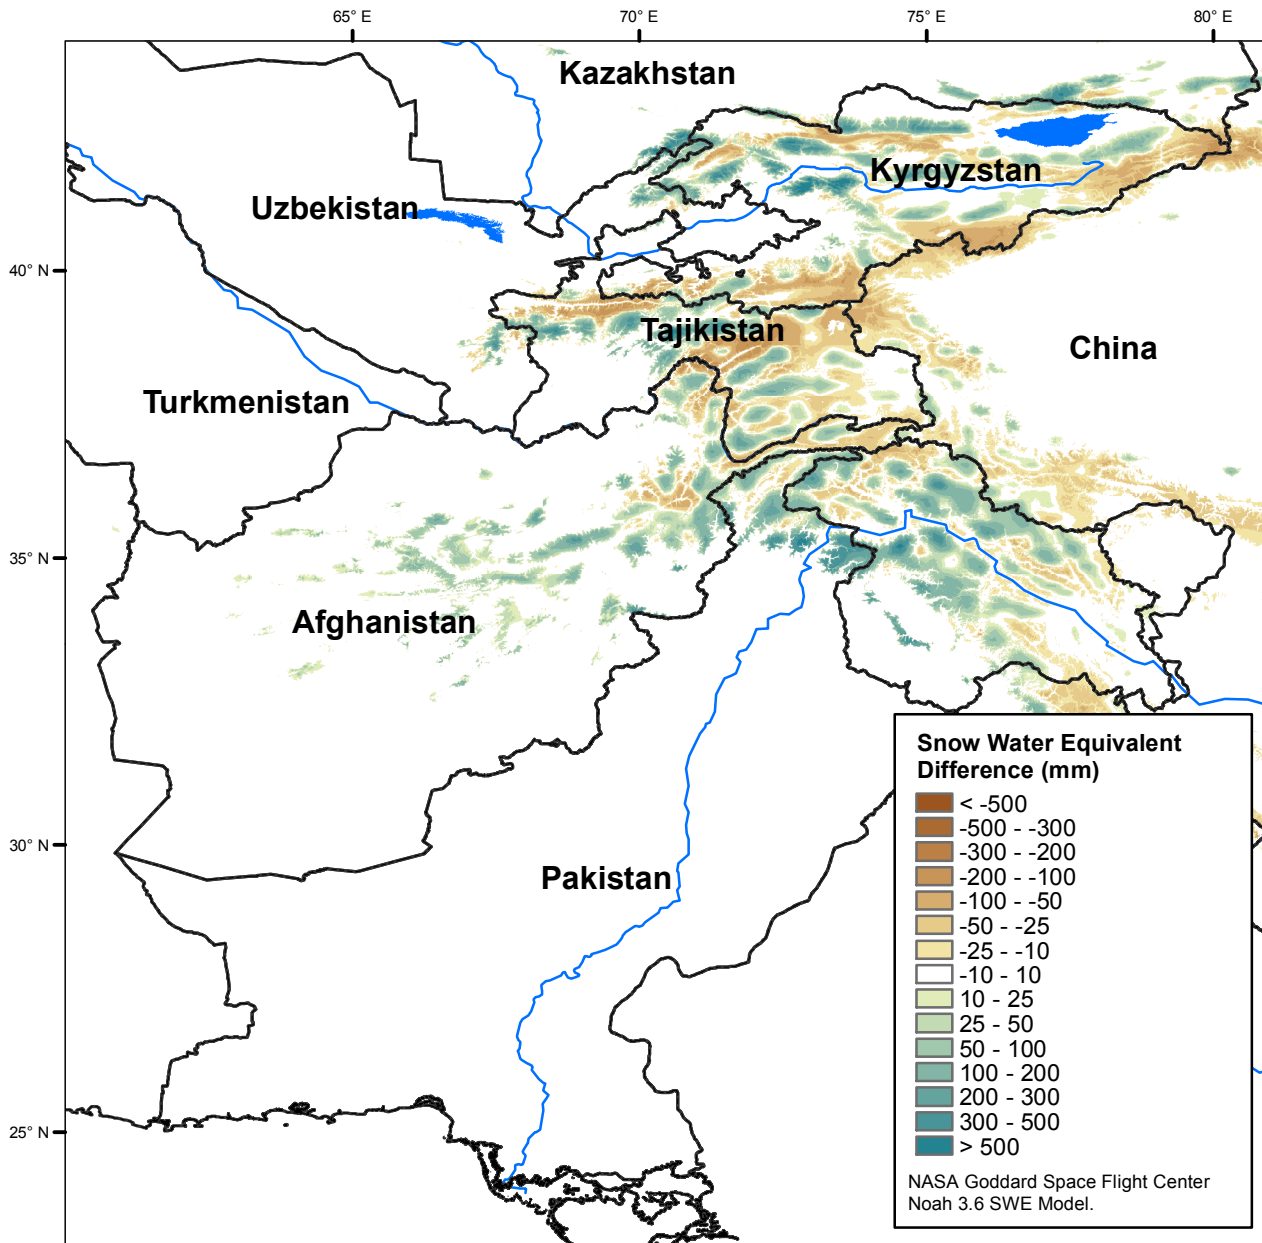 65° E
70° E
75° E
80° E
Kazakhstan
Kyrgyzstan
Uzbekistan
40° N
Tajikistan
China
Turkmenistan
35° N
Afghanistan
30° N
Pakistan
25° N
Snow Water Equivalent
Difference (mm)
< -500
-500 - -300
-300 - -200
-200 - -100
-100 - -50
-50 - -25
-25 - -10
-10 - 10
10 - 25
25 - 50
50 - 100
100 - 200
200 - 300
300 - 500
> 500
NASA Goddard Space Flight Center
Noah 3.6 SWE Model.